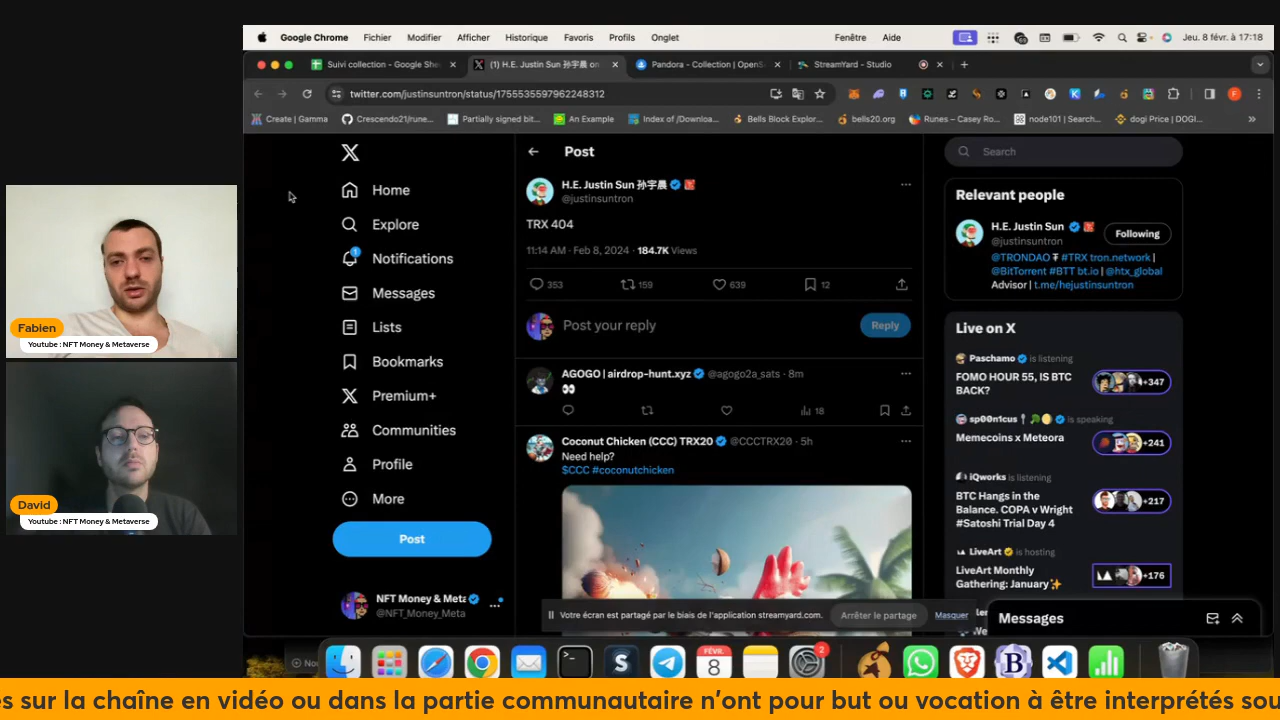 Google Chrome Fichier Modifier Afficher Historique Favoris Profils Onglet Fenêtre Aide Jeu. 8 févr. à 17:18
Suivi collection - Google She
(1) H.E. Justin Sun 孙宇晨 on
Pandora - Collection | OpenS
StreamYard - Studio
twitter.com/justinsuntron/status/1755535597962248312
Create | Gamma
Crescendo21/rune...
Partially signed bit...
An Example
Index of /Downloa...
Bells Block Explor...
bells20.org
Runes – Casey Ro...
node101 | Search...
dogi Price | DOGI...
Home
Explore
Notifications
1
Messages
Lists
Bookmarks
Premium+
Communities
Profile
More
Post
NFT Money & Meta
@NFT_Money_Meta
Post
H.E. Justin Sun 孙宇晨
@justinsuntron
TRX 404
11:14 AM · Feb 8, 2024 · 184.7K Views
353 159 639 12
Post your reply
Reply
AGOGO | airdrop-hunt.xyz @agogo2a_sats · 8m
18
Coconut Chicken (CCC) TRX20 @CCCTRX20 · 5h
Need help?
$CCC #coconutchicken
Search
Relevant people
H.E. Justin Sun
@justinsuntron
Following
@TRONDAO #TRX tron.network |
@BitTorrent #BTT bt.io | @htx_global
Advisor | t.me/hejustinsuntron
Live on X
Paschamo is listening
FOMO HOUR 55, IS BTC
BACK?
+347
sp00n1cus is speaking
Memecoins x Meteora
+241
iQworks is listening
BTC Hangs in the
Balance. COPA v Wright
#Satoshi Trial Day 4
+217
LiveArt is hosting
LiveArt Monthly
Gathering: January
+176
Messages
Votre écran est partagé par le biais de l'application streamyard.com.
Arrêter le partage
Masquer
FÉVR.
8
2
Fabien
Youtube : NFT Money & Metaverse
David
Youtube : NFT Money & Metaverse
sur la chaîne en vidéo ou dans la partie communautaire n'ont pour but ou vocation à être interprétés